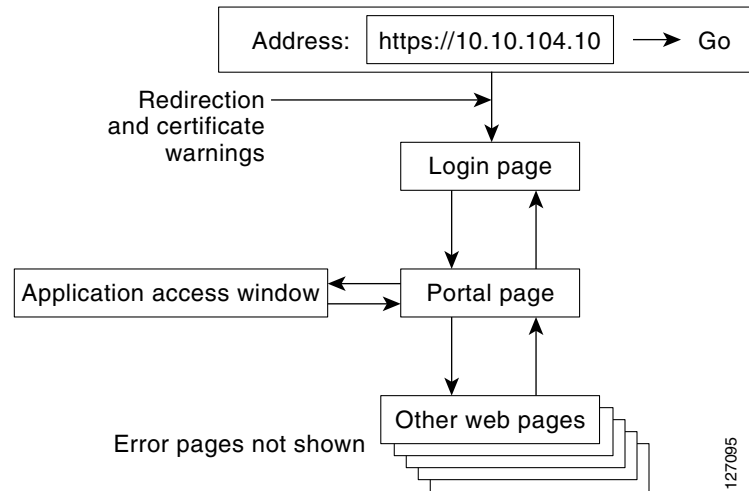 Address: https://10.10.104.10 Go
Redirection
and certificate
warnings
Login page
Application access window
Portal page
Other web pages
Error pages not shown
127095